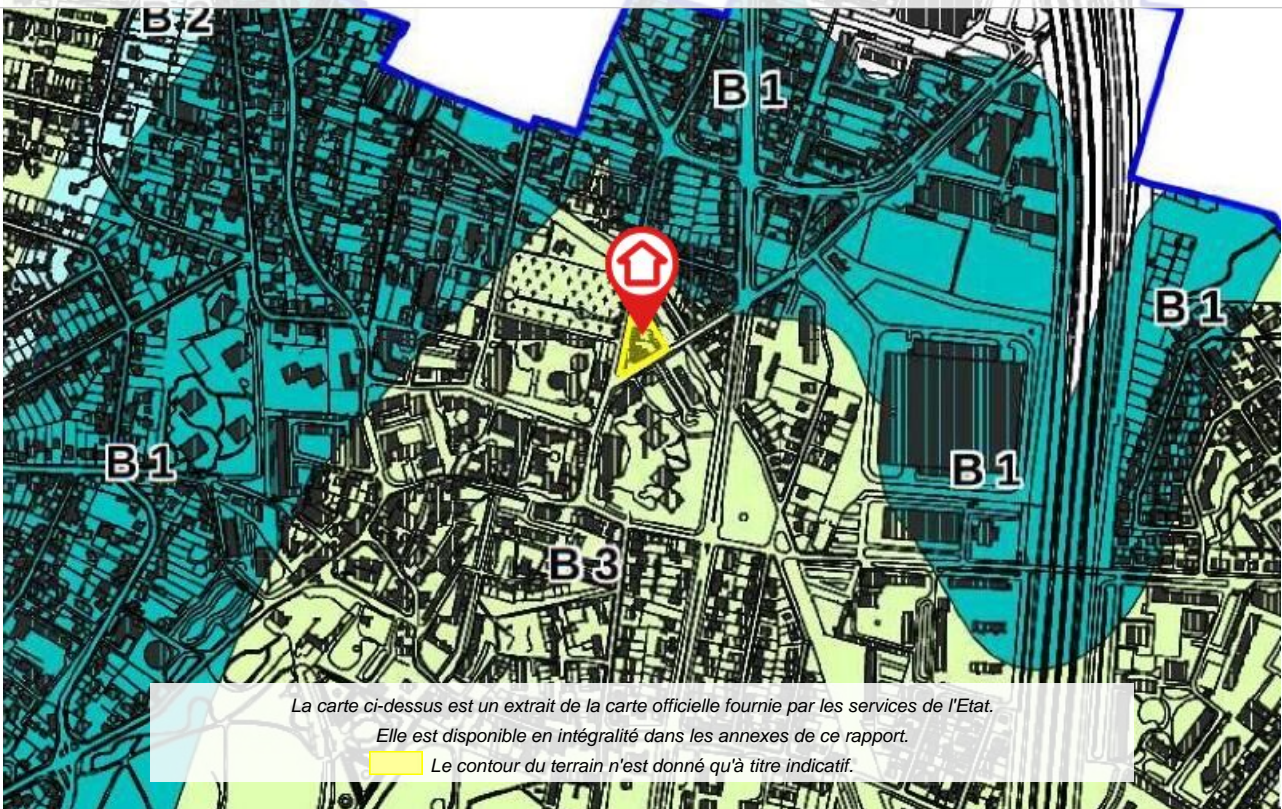 B 2
B 1
B 1
B 1
B 1
B 3
La carte ci-dessus est un extrait de la carte officielle fournie par les services de l'Etat.
Elle est disponible en intégralité dans les annexes de ce rapport.
Le contour du terrain n'est donné qu'à titre indicatif.